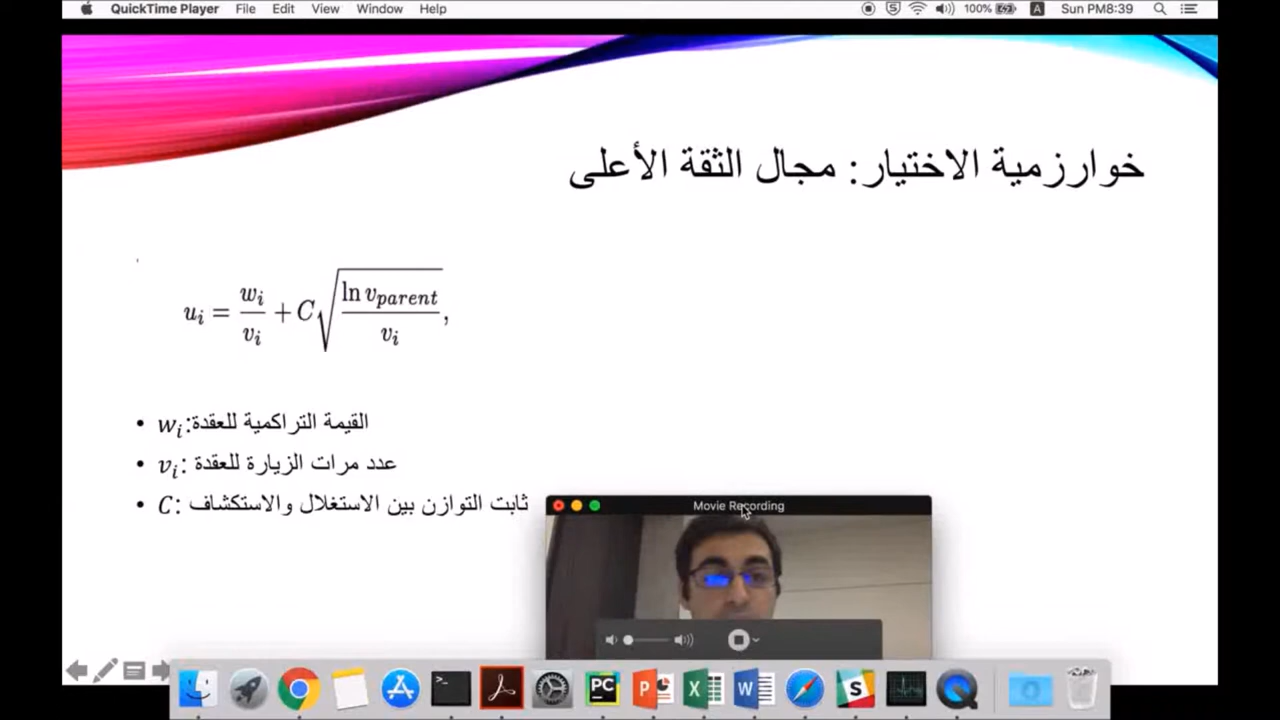 QuickTime Player File Edit View Window Help 100% A Sun PM8:39
خوارزمية الاختيار: مجال الثقة الأعلى
u_i = \frac{w_i}{v_i} + C\sqrt{\frac{\ln v_{parent}}{v_i}},
• w_i: القيمة التراكمية للعقدة
• v_i: عدد مرات الزيارة للعقدة
• C: ثابت التوازن بين الاستغلال والاستكشاف
Movie Recording
>_ PC P X W S